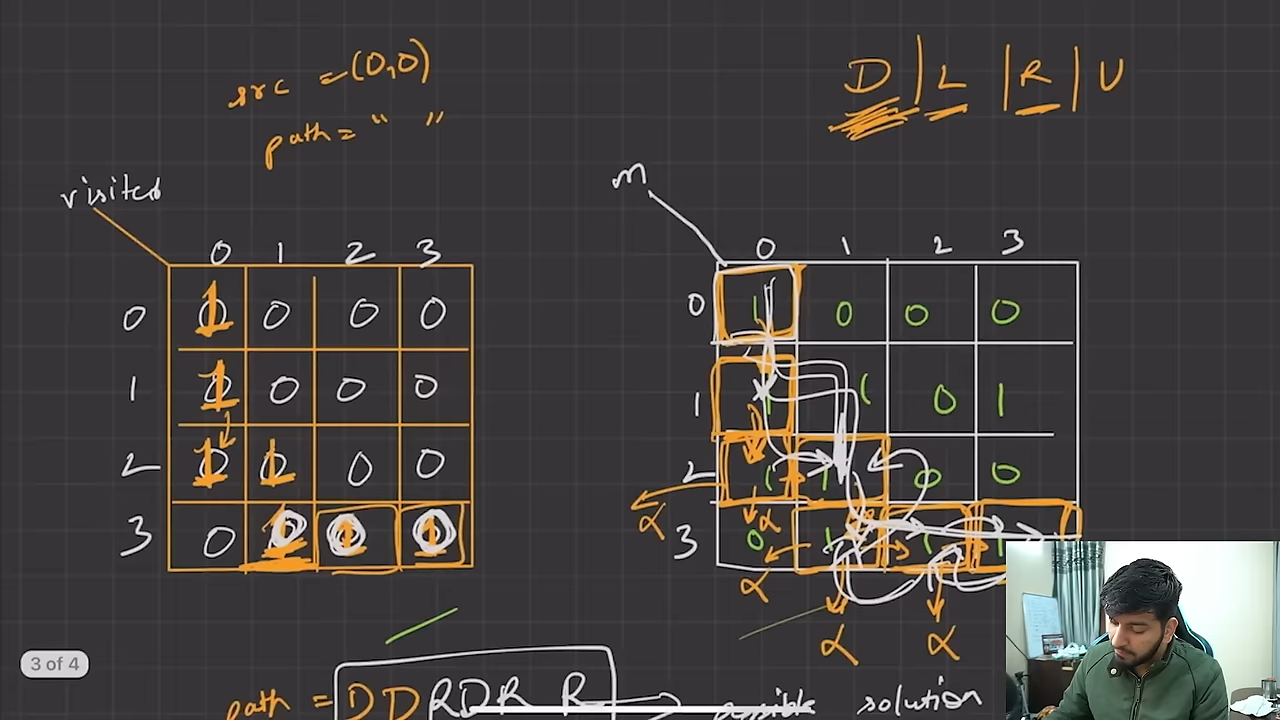 src = (0,0)
path = " "
D | L | R | U
visited
0 1 2 3
0 1 0 0 0
1 1 0 0 0
2 1 1 0 0
3 0 1 1 1
m
0 1 2 3
0 1 0 0 0
1 1 1 0 1
2 1 1 0 0
3 0 1 1 1
α α
α α α
3 of 4
path = DDRDRR possible solution